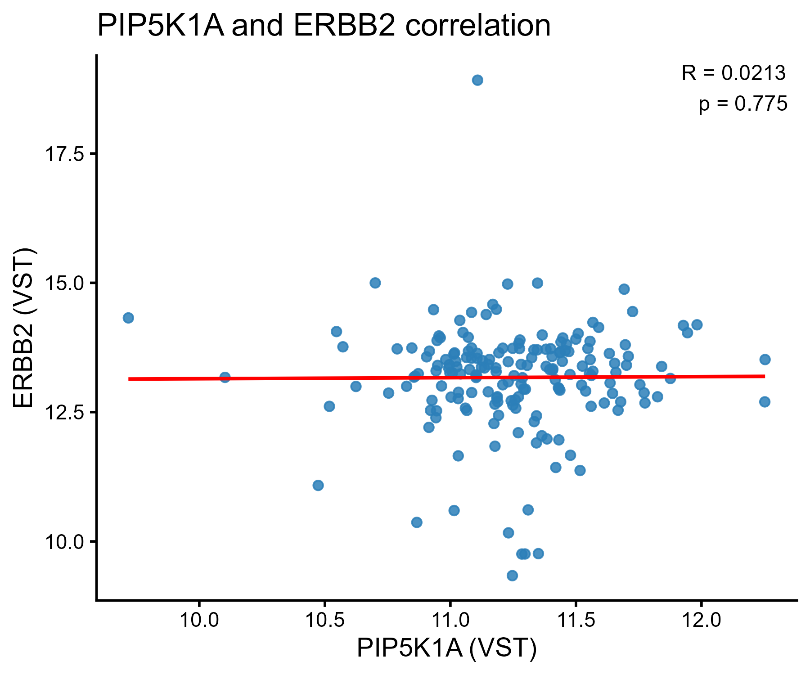 PIP5K1A and ERBB2 correlation
R = 0.0213
p = 0.775
17.5
15.0
12.5
10.0
ERBB2 (VST)
10.0 10.5 11.0 11.5 12.0
PIP5K1A (VST)